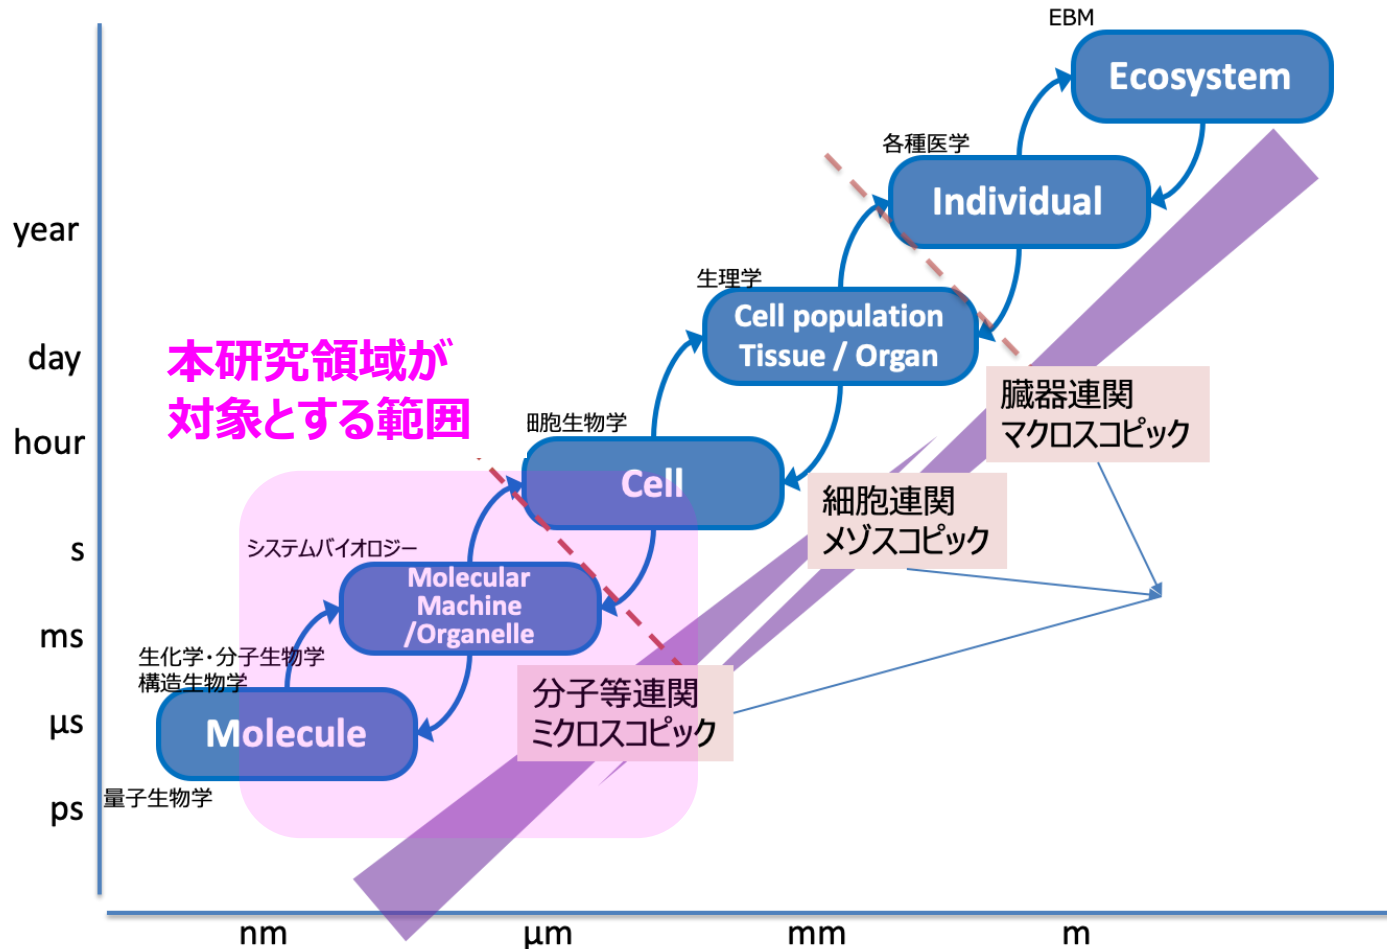 EBM
Ecosystem
各種医学
Individual
year
生理学
Cell population
Tissue / Organ
day
本研究領域が
対象とする範囲
臓器連関
マクロスコピック
hour
細胞生物学
Cell
細胞連関
メゾスコピック
s
システムバイオロジー
Molecular
Machine
/Organelle
ms
生化学・分子生物学
構造生物学
分子等連関
ミクロスコピック
μs
Molecule
ps
量子生物学
nm
μm
mm
m